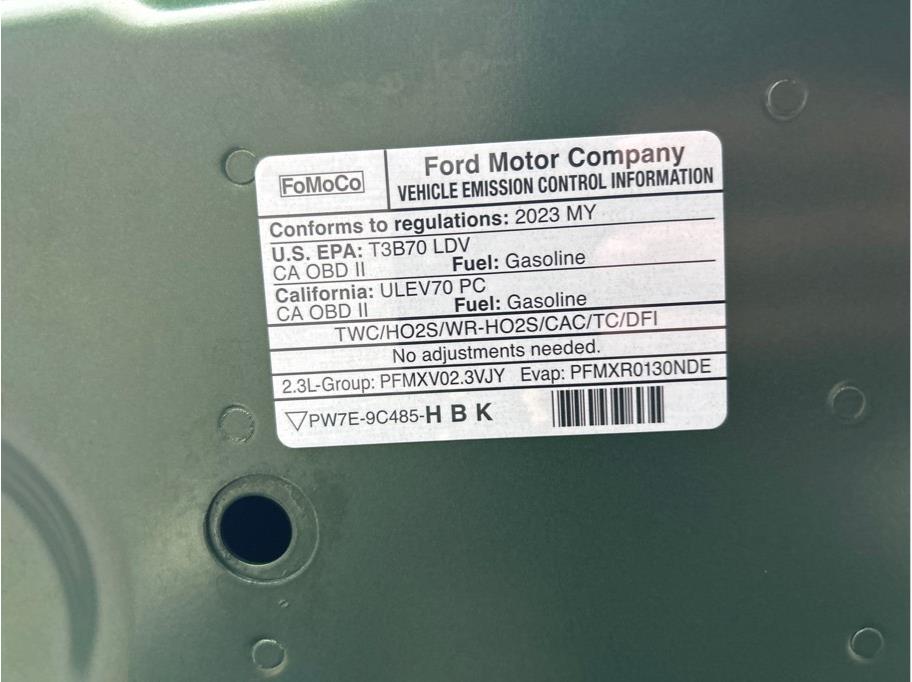 FoMoCo
Ford Motor Company
VEHICLE EMISSION CONTROL INFORMATION
Conforms to regulations: 2023 MY
U.S. EPA: T3B70 LDV
CA OBD II Fuel: Gasoline
California: ULEV70 PC
CA OBD II Fuel: Gasoline
TWC/HO2S/WR-HO2S/CAC/TC/DFI
No adjustments needed.
2.3L-Group: PFMXV02.3VJY Evap: PFMXR0130NDE
▽PW7E-9C485-H B K